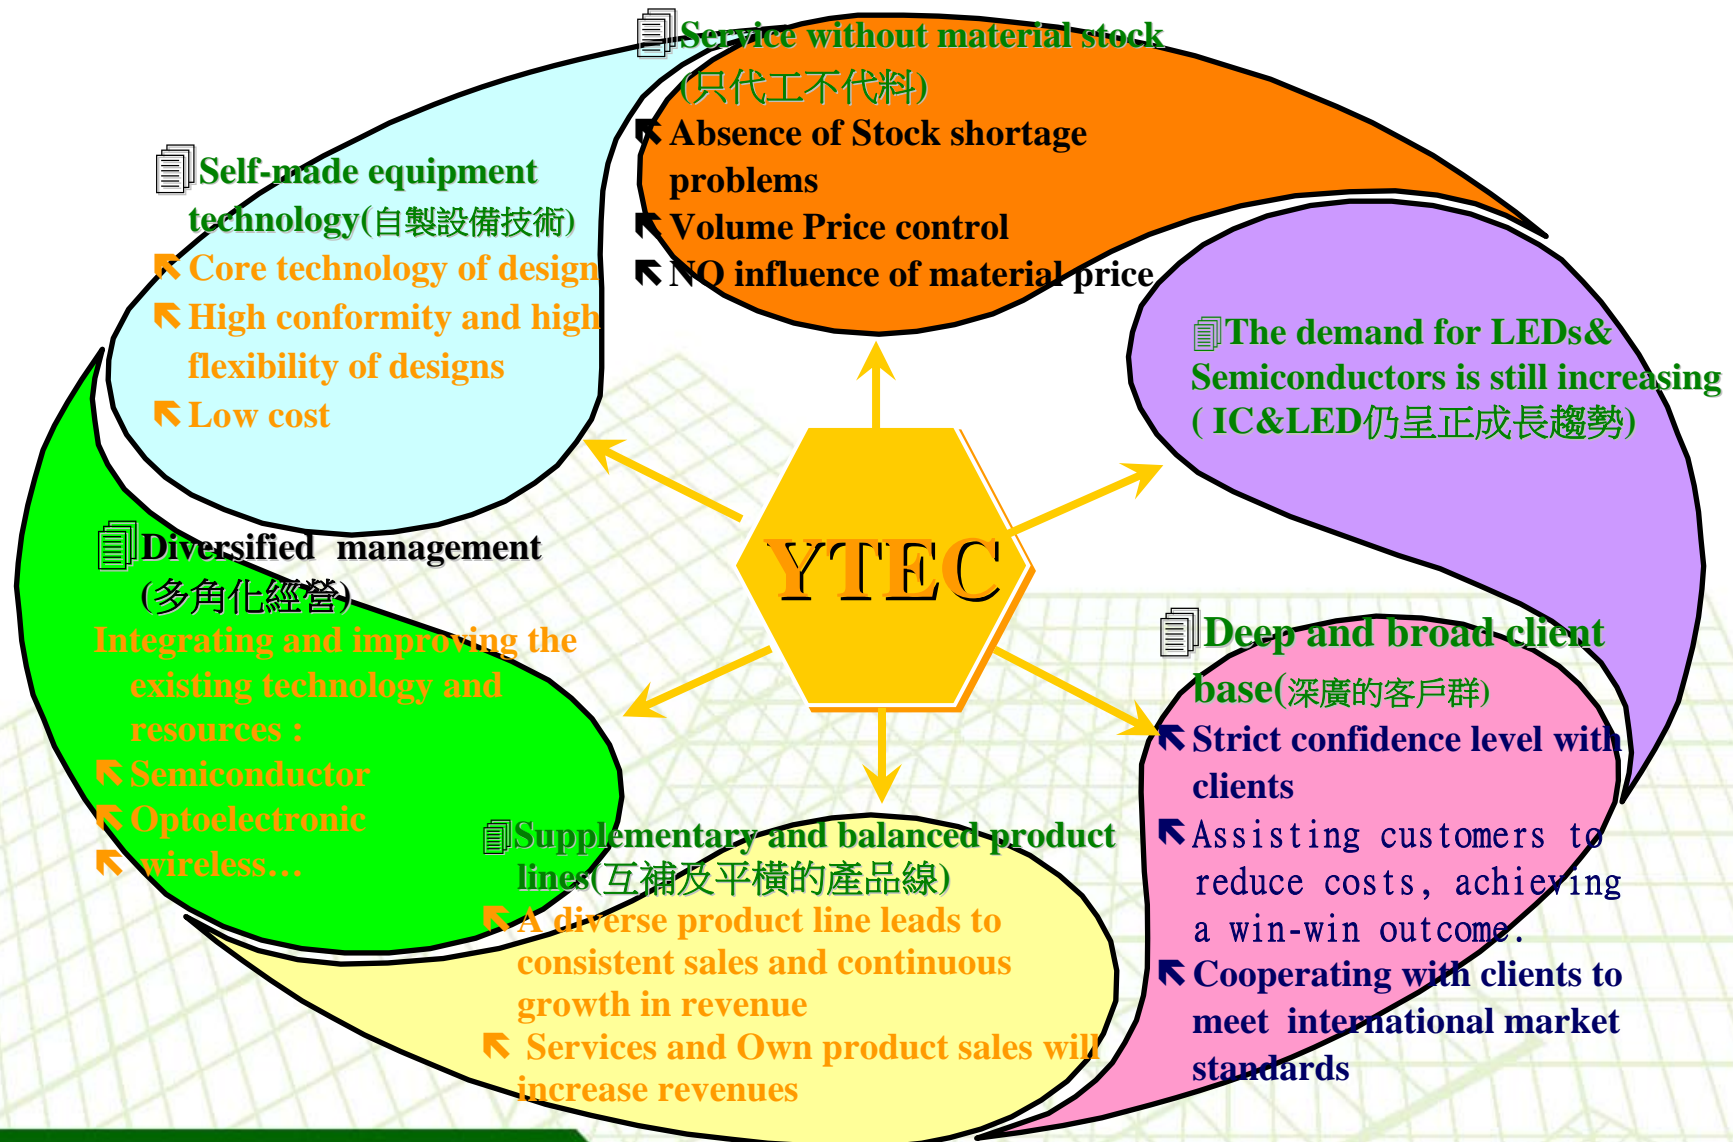 Service without material stock
(只代工不代料)
Absence of Stock shortage
problems
Volume Price control
NO influence of material price
Self-made equipment
technology(自製設備技術)
Core technology of design
High conformity and high
flexibility of designs
Low cost
The demand for LEDs&
Semiconductors is still increasing
( IC&LED仍呈正成長趨勢)
YTEC
Diversified management
(多角化經營)
Integrating and improving the
existing technology and
resources :
Semiconductor
Optoelectronic
wireless…
Deep and broad client
base(深廣的客戶群)
Strict confidence level with
clients
Assisting customers to
reduce costs, achieving
a win-win outcome.
Cooperating with clients to
meet international market
standards
Supplementary and balanced product
lines(互補及平橫的產品線)
A diverse product line leads to
consistent sales and continuous
growth in revenue
Services and Own product sales will
increase revenues